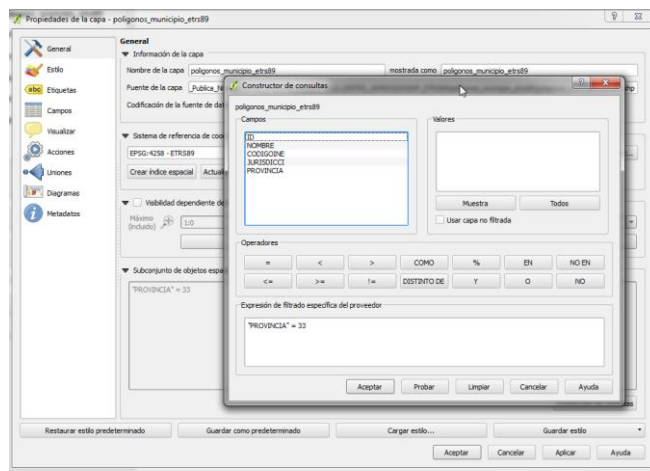 Propiedades de la capa - poligonos_municipio_etrs89
General
Estilo
abc Etiquetas
Campos
Visualizar
Acciones
Uniones
Diagramas
Metadatos
General
Información de la capa
Nombre de la capa poligonos_municipio_etrs89 mostrada como poligonos_municipio_etrs89
Fuente de la capa
Codificación de la fuente de dat
Sistema de referencia de coo
EPSG:4258 - ETRS89
Crear índice espacial Actual
Visibilidad dependiente de
Máximo
(incluido)
1:0
Subconjunto de objetos espa
"PROVINCIA" = 33
Constructor de consultas
poligonos_municipio_etrs89
Campos
ID
NOMBRE
CODIGOINE
JURISDICCI
PROVINCIA
Valores
Muestra Todos
Usar capa no filtrada
Operadores
= < > COMO % EN NO EN
<= >= != DISTINTO DE Y O NO
Expresión de filtrado específica del proveedor
"PROVINCIA" = 33
Aceptar Probar Limpiar Cancelar Ayuda
Restaurar estilo predeterminado Guardar como predeterminado Cargar estilo... Guardar estilo
Aceptar Cancelar Aplicar Ayuda